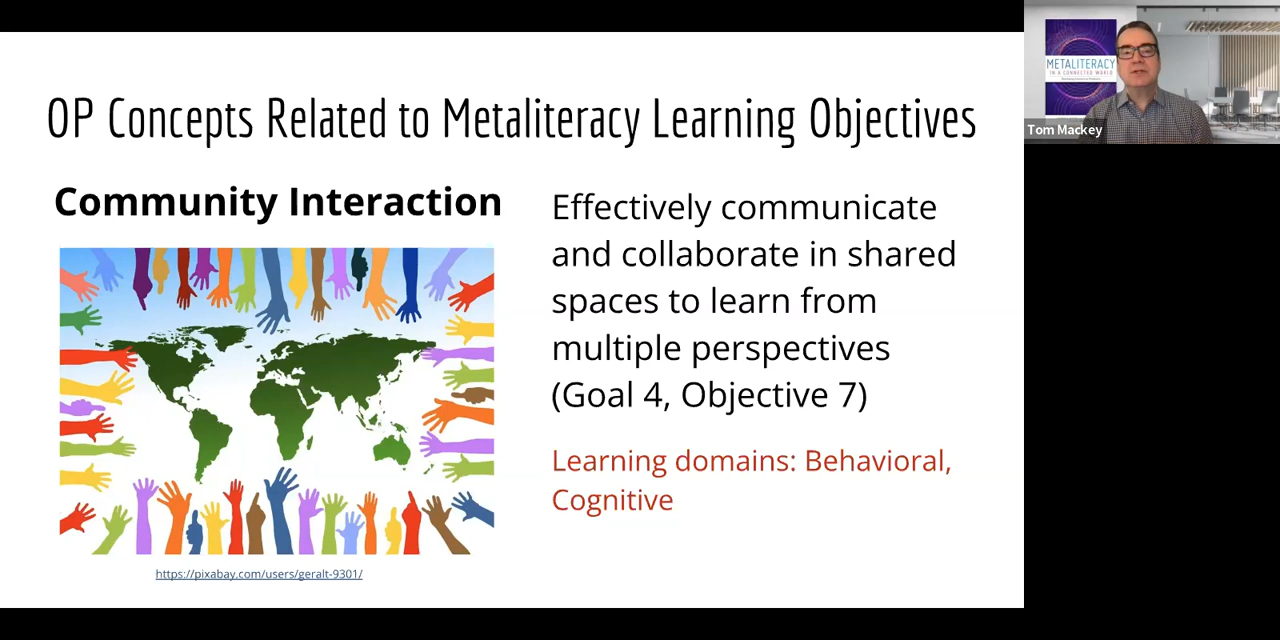 OP Concepts Related to Metaliteracy Learning Objectives
Community Interaction
Effectively communicate
and collaborate in shared
spaces to learn from
multiple perspectives
(Goal 4, Objective 7)
Learning domains: Behavioral,
Cognitive
https://pixabay.com/users/geralt-9301/
METALITERACY
IN A CONNECTED WORLD
Tom Mackey